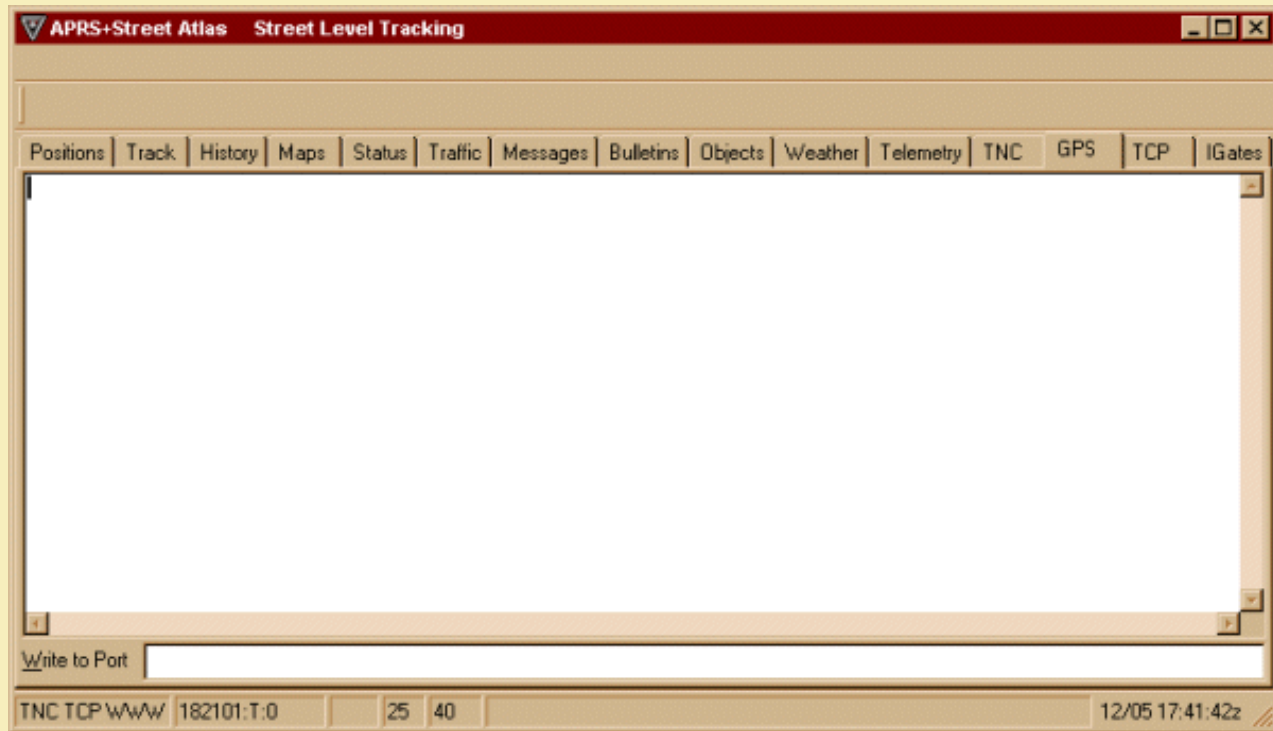 APRS+Street Atlas Street Level Tracking
Positions Track History Maps Status Traffic Messages Bulletins Objects Weather Telemetry TNC GPS TCP IGates
Write to Port
TNC TCP WWW 182101:T:0 25 40 12/05 17:41:42z